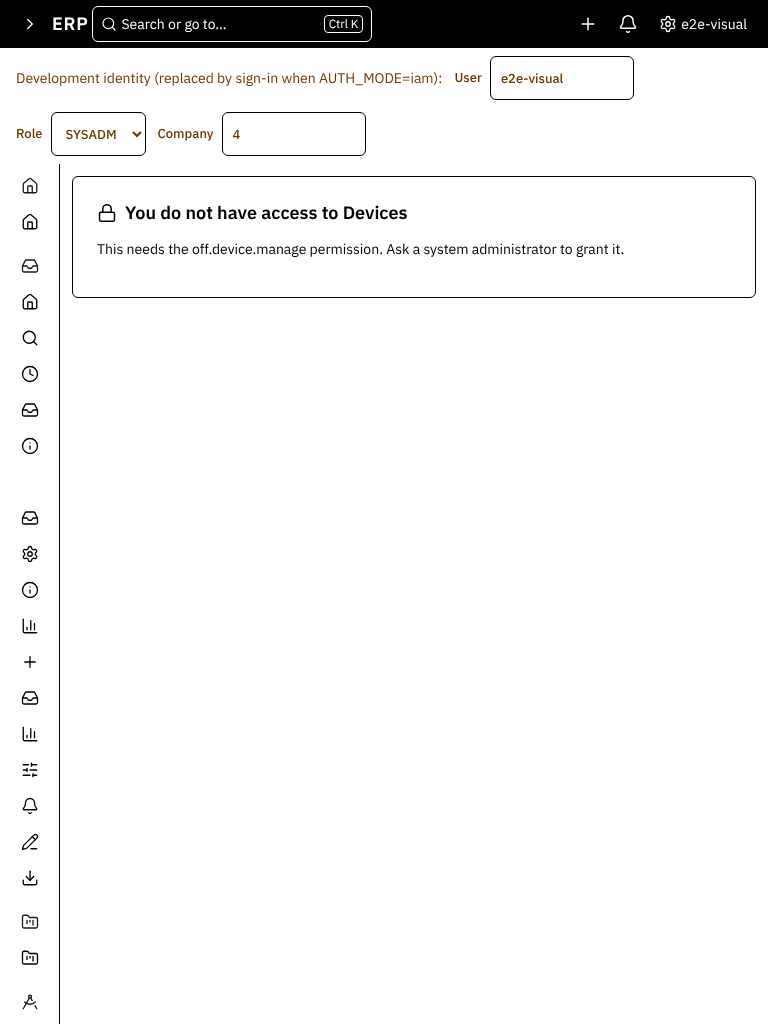 ERP
Search or go to...
Ctrl K
e2e-visual
Development identity (replaced by sign-in when AUTH_MODE=iam):
User
e2e-visual
Role
SYSADM
Company
4
You do not have access to Devices
This needs the off.device.manage permission. Ask a system administrator to grant it.